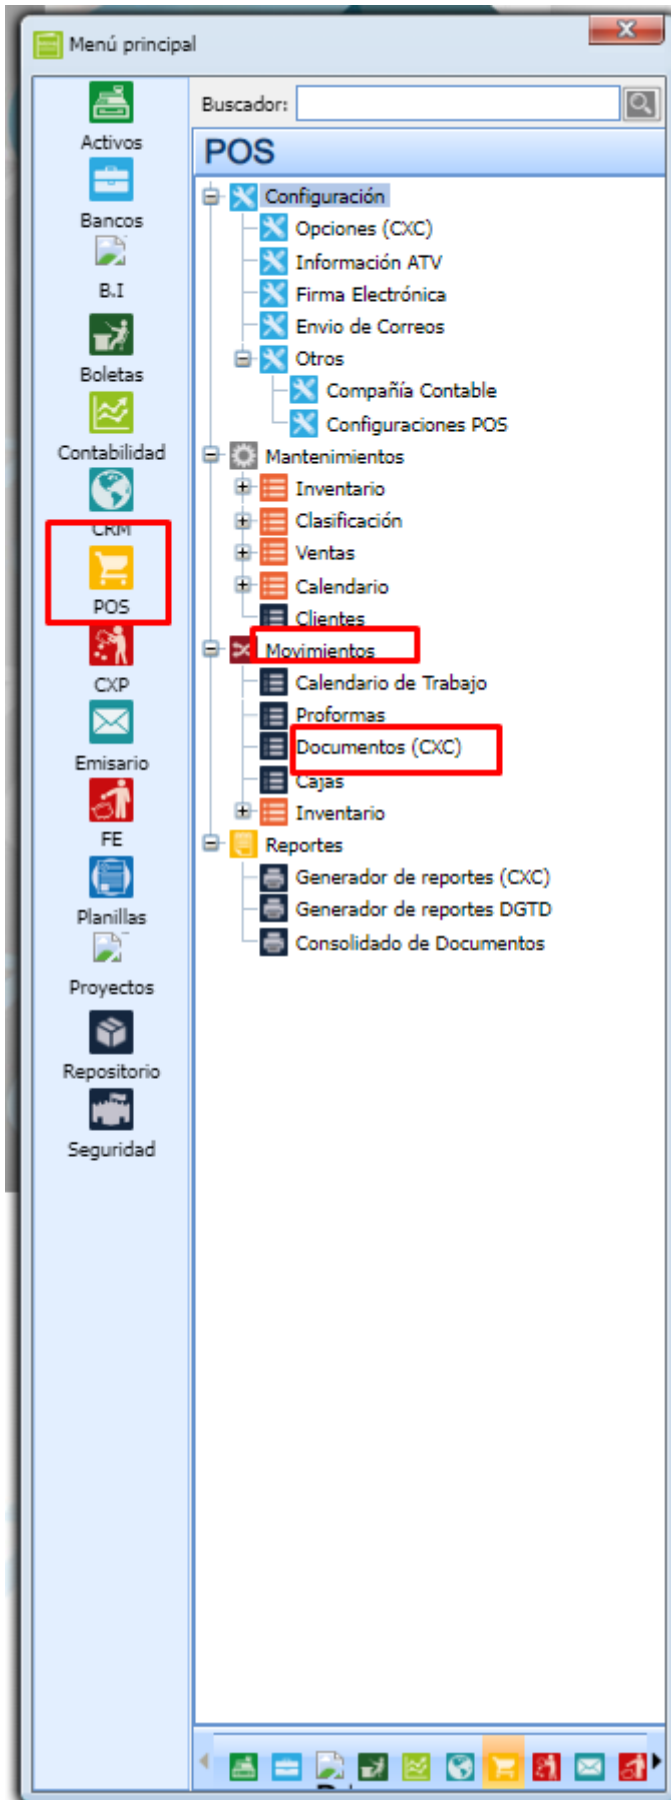 Menú principal
Activos
Bancos
B.I
Boletas
Contabilidad
CRM
POS
CXP
Emisario
FE
Planillas
Proyectos
Repositorio
Seguridad
Buscador:
POS
Configuración
Opciones (CXC)
Información ATV
Firma Electrónica
Envio de Correos
Otros
Compañía Contable
Configuraciones POS
Mantenimientos
Inventario
Clasificación
Ventas
Calendario
Clientes
Movimientos
Calendario de Trabajo
Proformas
Documentos (CXC)
Cajas
Inventario
Reportes
Generador de reportes (CXC)
Generador de reportes DGTD
Consolidado de Documentos